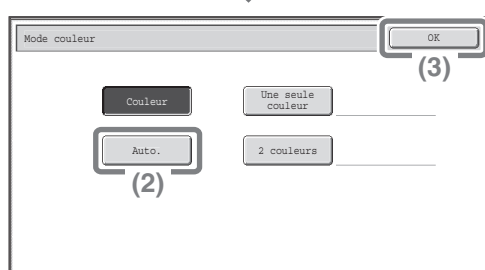 Mode couleur
OK
(3)
Couleur
Une seule
couleur
Auto.
2 couleurs
(2)